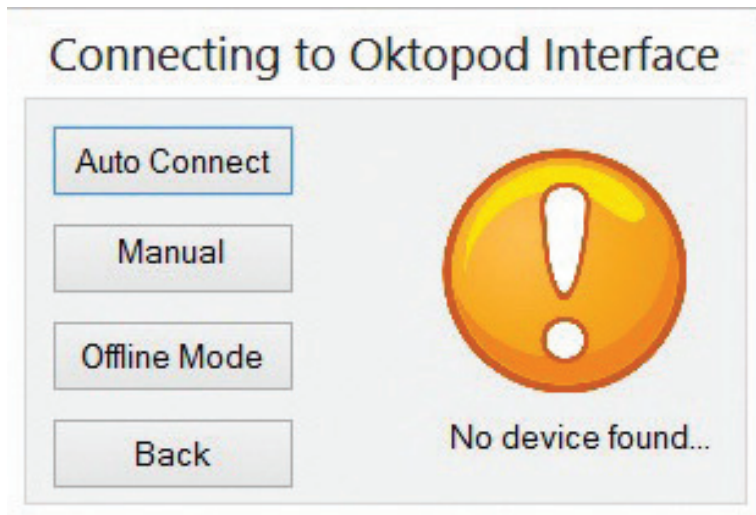 Connecting to Oktopod Interface
Auto Connect
Manual
Offline Mode
Back
No device found...